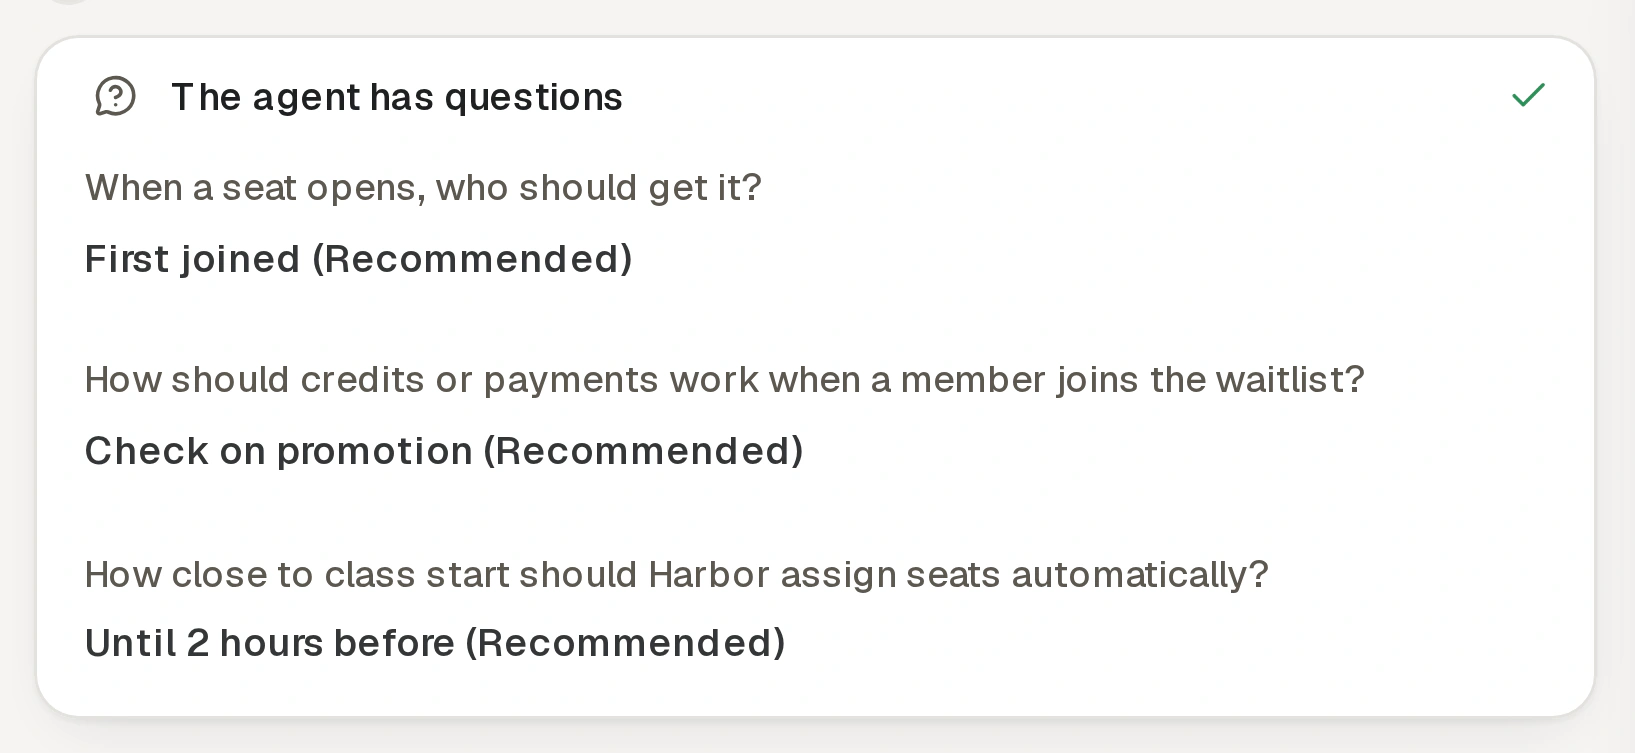 The agent has questions
When a seat opens, who should get it?
First joined (Recommended)
How should credits or payments work when a member joins the waitlist?
Check on promotion (Recommended)
How close to class start should Harbor assign seats automatically?
Until 2 hours before (Recommended)